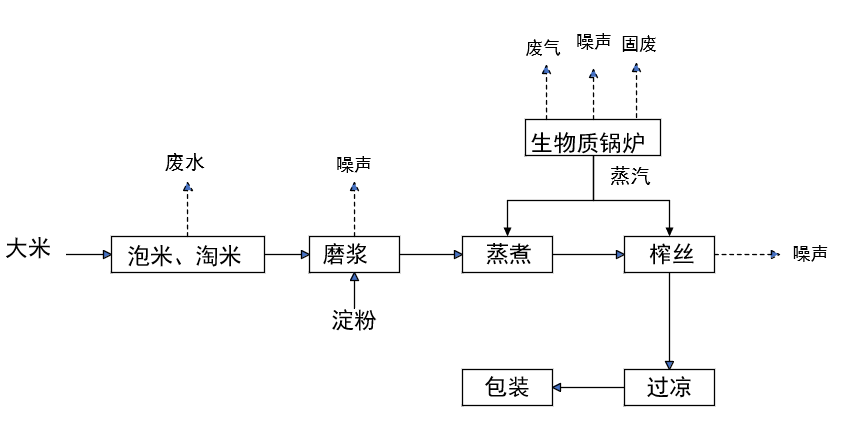 废气
噪声
固废
生物质锅炉
蒸汽
废水
噪声
大米
泡米、淘米
磨浆
蒸煮
榨丝
噪声
淀粉
包装
过凉